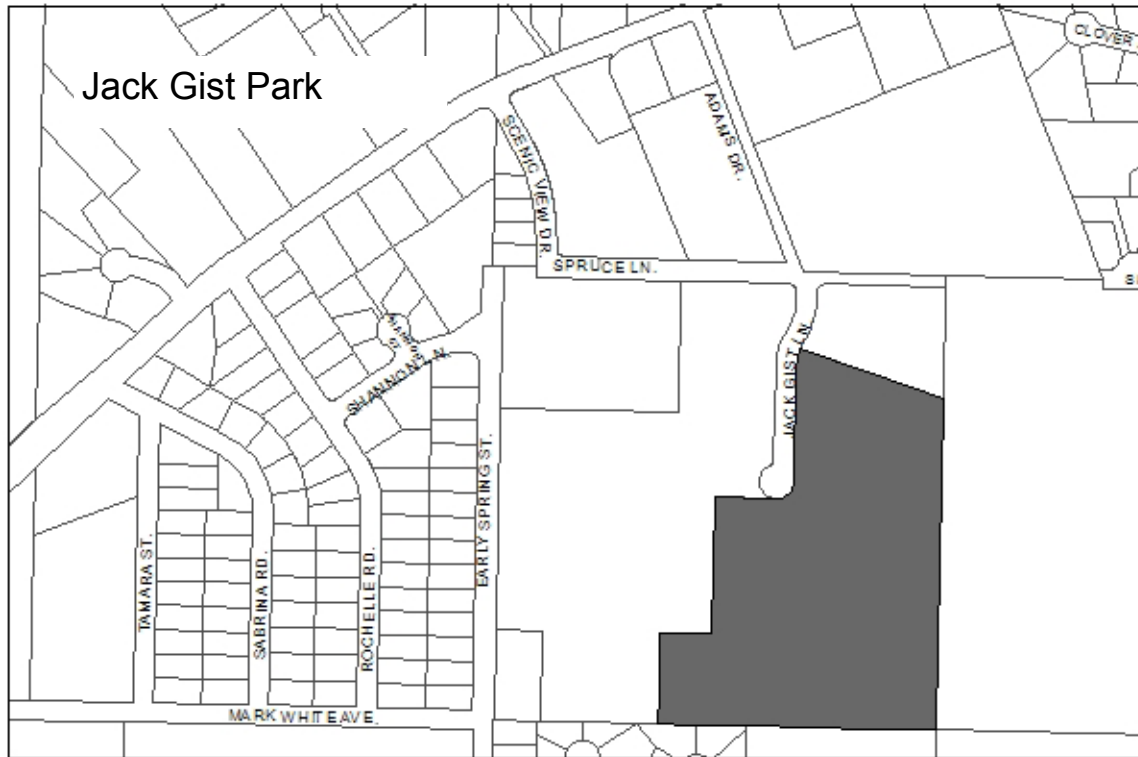 Jack Gist Park
CLOVER
SCENIC VIEW DR.
ADAMS DR.
SPRUCE LN.
JACK GIST LN
SHANNON LN.
EARLY SPRING ST.
TAMARA ST.
SABRINA RD.
ROCHELLE RD.
MARK WHITE AVE.